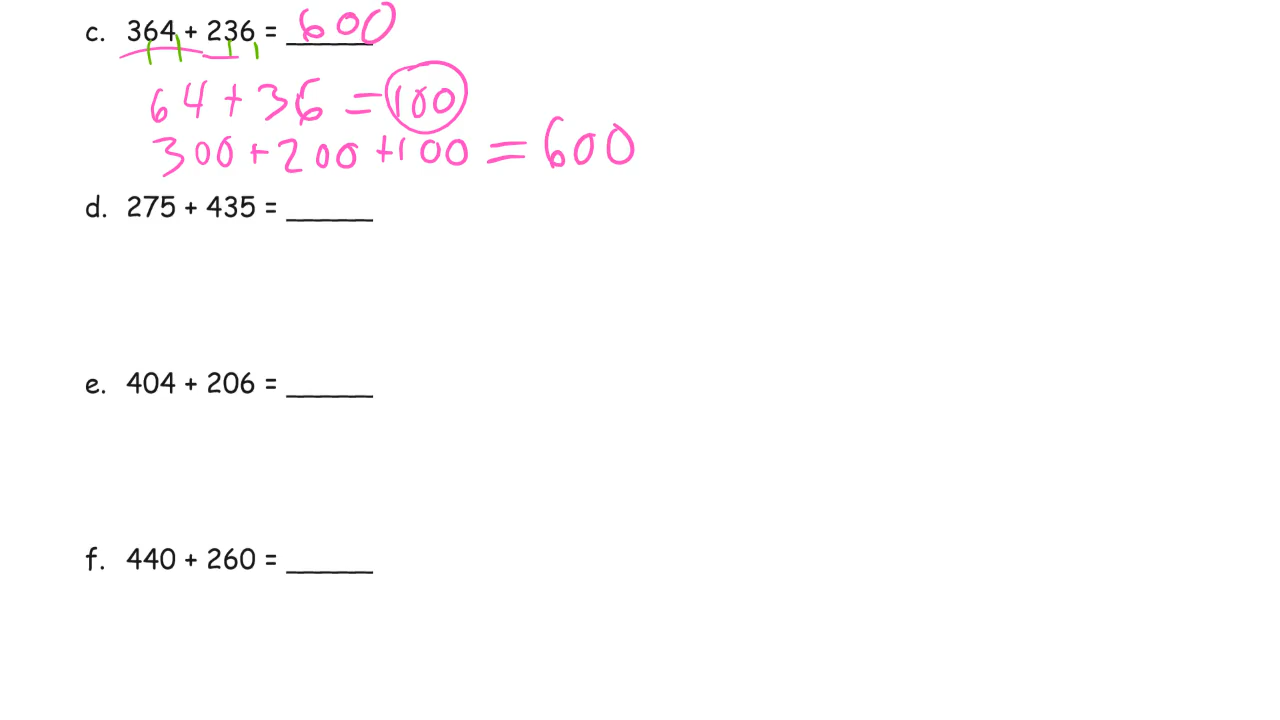 c. 364 + 236 = 600
64 + 36 = 100
300 + 200 + 100 = 600
d. 275 + 435 = ______
e. 404 + 206 = ______
f. 440 + 260 = ______